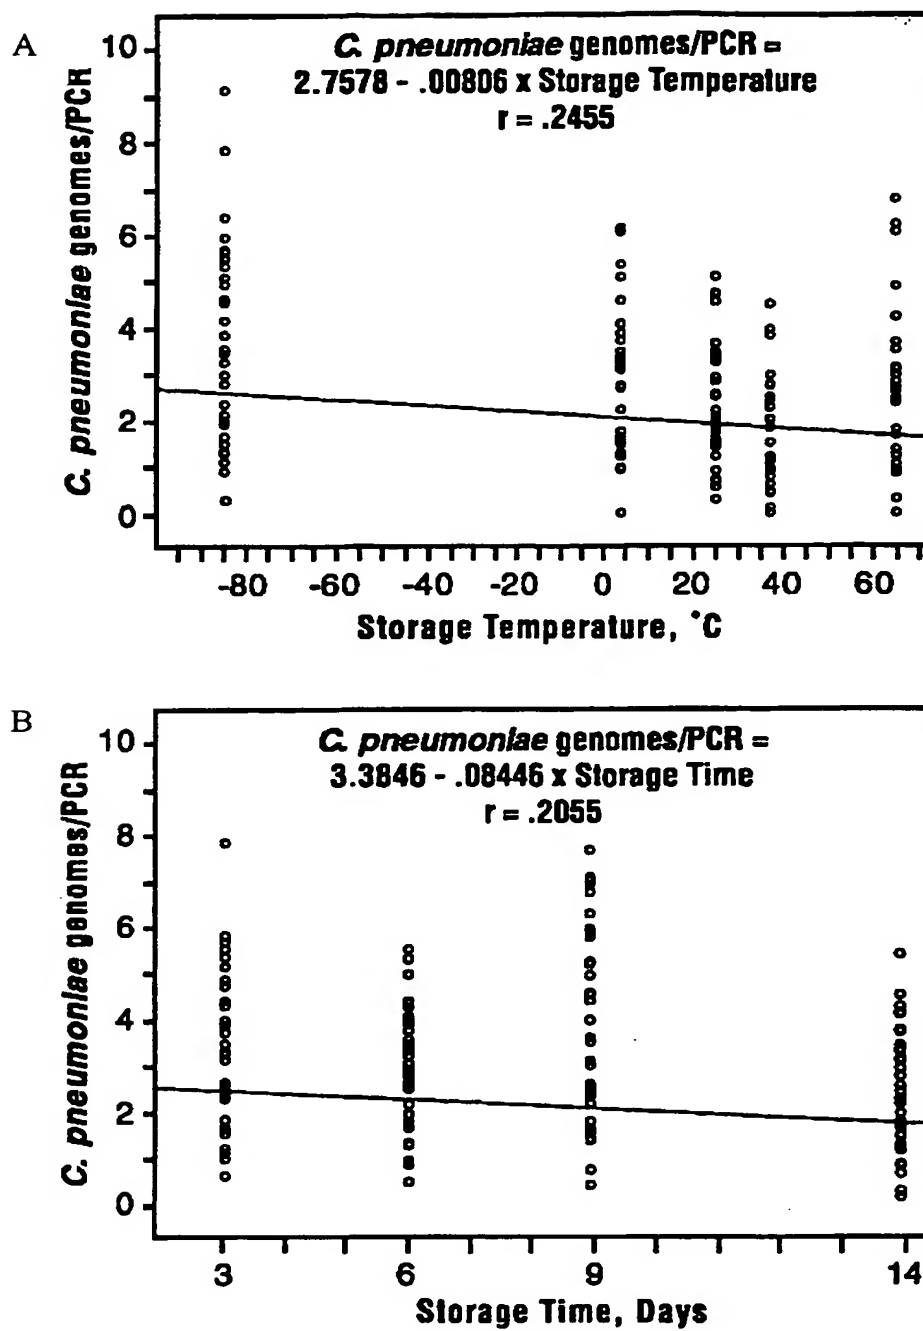 A
C. pneumoniae genomes/PCR =
2.7578 - .00806 x Storage Temperature
r = .2455
C. pneumoniae genomes/PCR
10
8
6
4
2
0
-80 -60 -40 -20 0 20 40 60
Storage Temperature, °C
B
C. pneumoniae genomes/PCR =
3.3846 - .08446 x Storage Time
r = .2055
C. pneumoniae genomes/PCR
10
8
6
4
2
0
3 6 9 14
Storage Time, Days